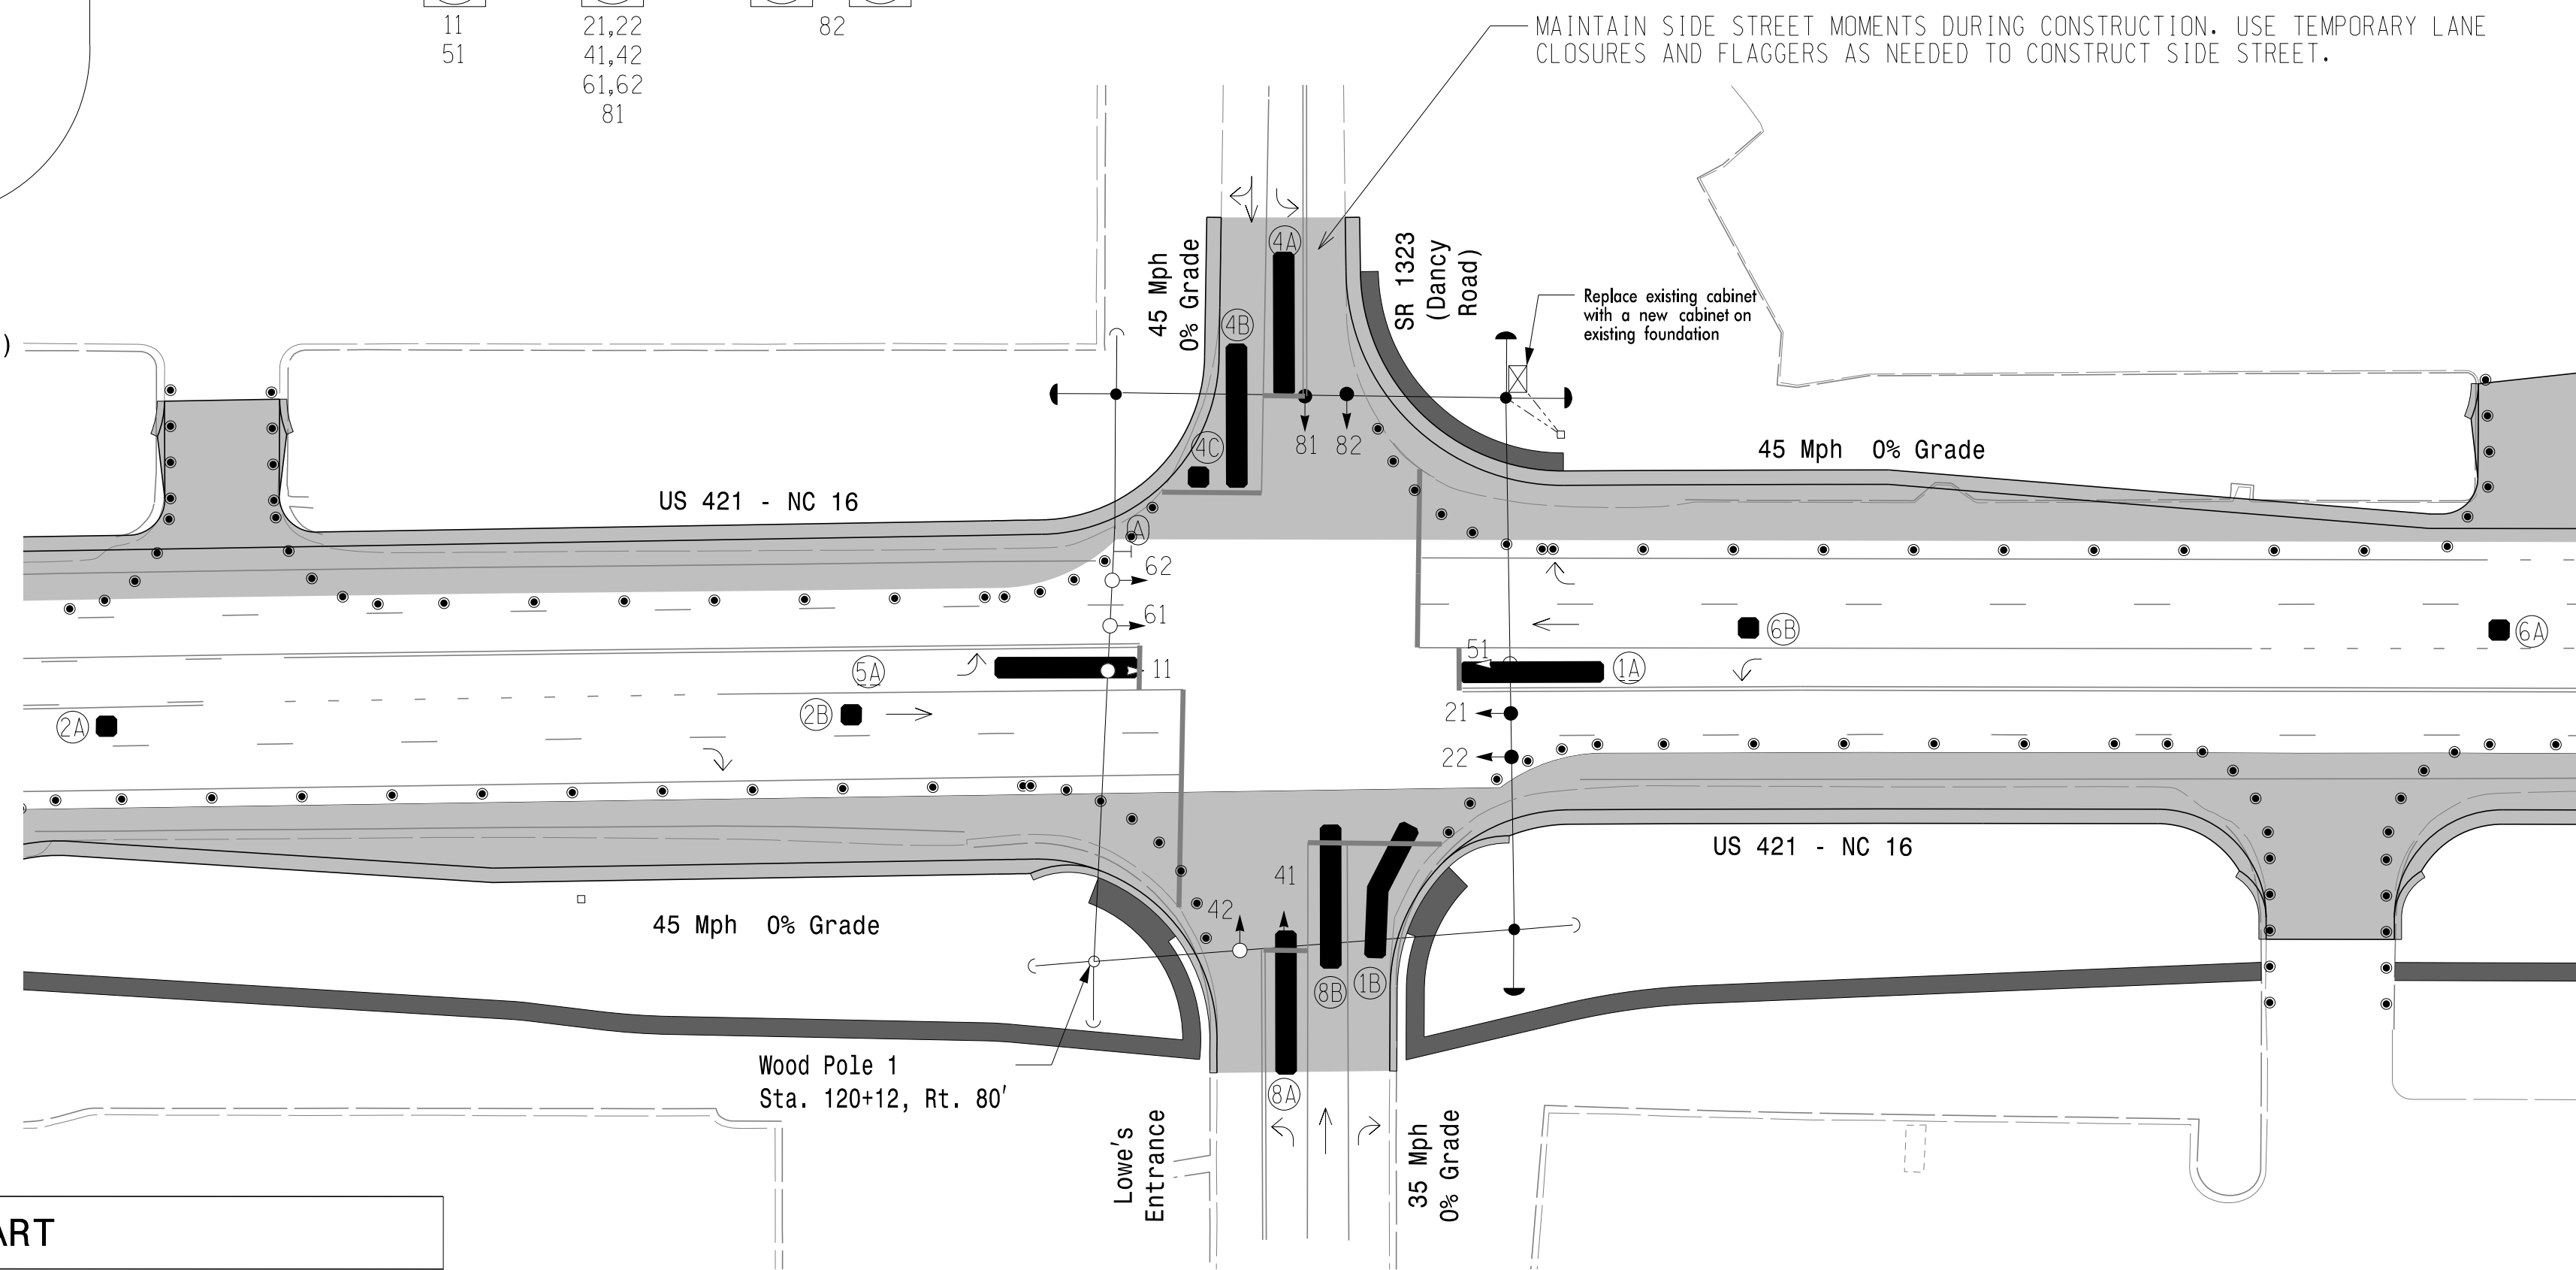 11
51
21,22
41,42
61,62
81
82
MAINTAIN SIDE STREET MOMENTS DURING CONSTRUCTION. USE TEMPORARY LANE
CLOSURES AND FLAGGERS AS NEEDED TO CONSTRUCT SIDE STREET.
45 Mph
0% Grade
4A
4B
4C
SR 1323
(Dancy
Road)
Replace existing cabinet
with a new cabinet on
existing foundation
)
81
82
45 Mph 0% Grade
US 421 - NC 16
A
62
61
11
5A
51
1A
6B
6A
2A
2B
21
22
US 421 - NC 16
45 Mph 0% Grade
41
42
8B
1B
Wood Pole 1
Sta. 120+12, Rt. 80'
8A
Lowe's
Entrance
35 Mph
0% Grade
ART